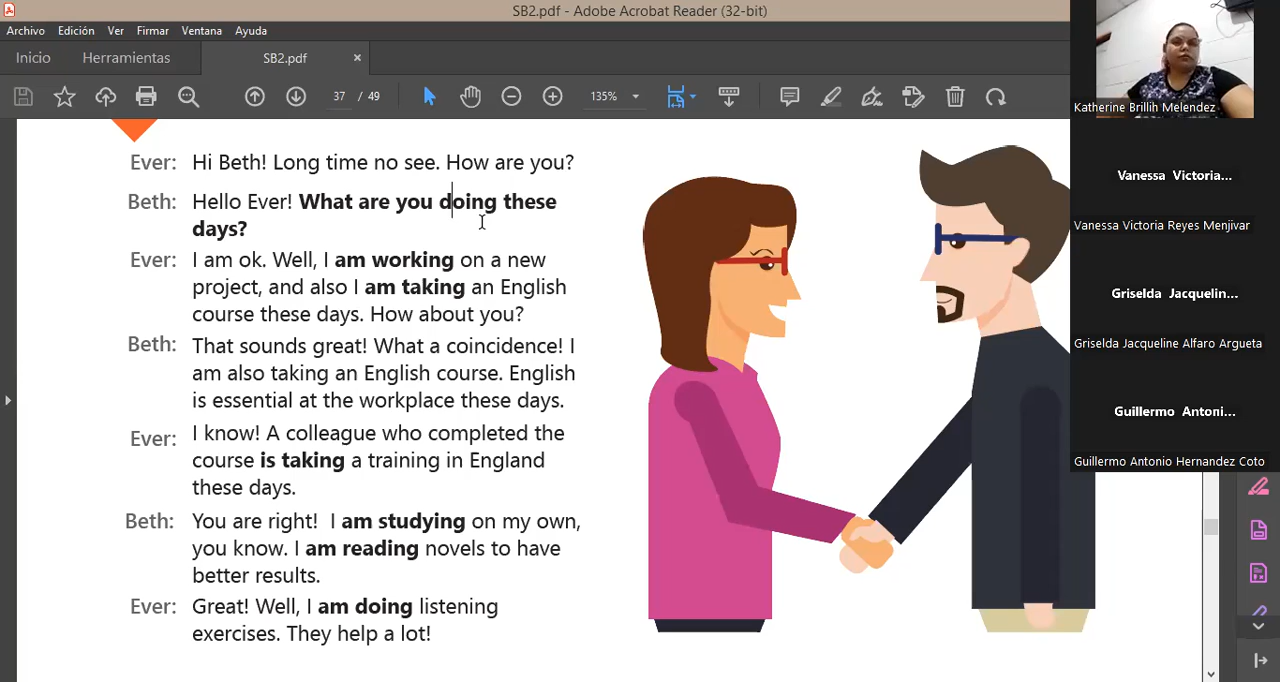 SB2.pdf - Adobe Acrobat Reader (32-bit)
Archivo Edición Ver Firmar Ventana Ayuda
Inicio Herramientas SB2.pdf ×
37 / 49 135%
Ever: Hi Beth! Long time no see. How are you?
Beth: Hello Ever! What are you doing these
days?
Ever: I am ok. Well, I am working on a new
project, and also I am taking an English
course these days. How about you?
Beth: That sounds great! What a coincidence! I
am also taking an English course. English
is essential at the workplace these days.
Ever: I know! A colleague who completed the
course is taking a training in England
these days.
Beth: You are right! I am studying on my own,
you know. I am reading novels to have
better results.
Ever: Great! Well, I am doing listening
exercises. They help a lot!
Katherine Brillih Melendez
Vanessa Victoria...
Vanessa Victoria Reyes Menjivar
Griselda Jacquelin...
Griselda Jacqueline Alfaro Argueta
Guillermo Antoni...
Guillermo Antonio Hernandez Coto